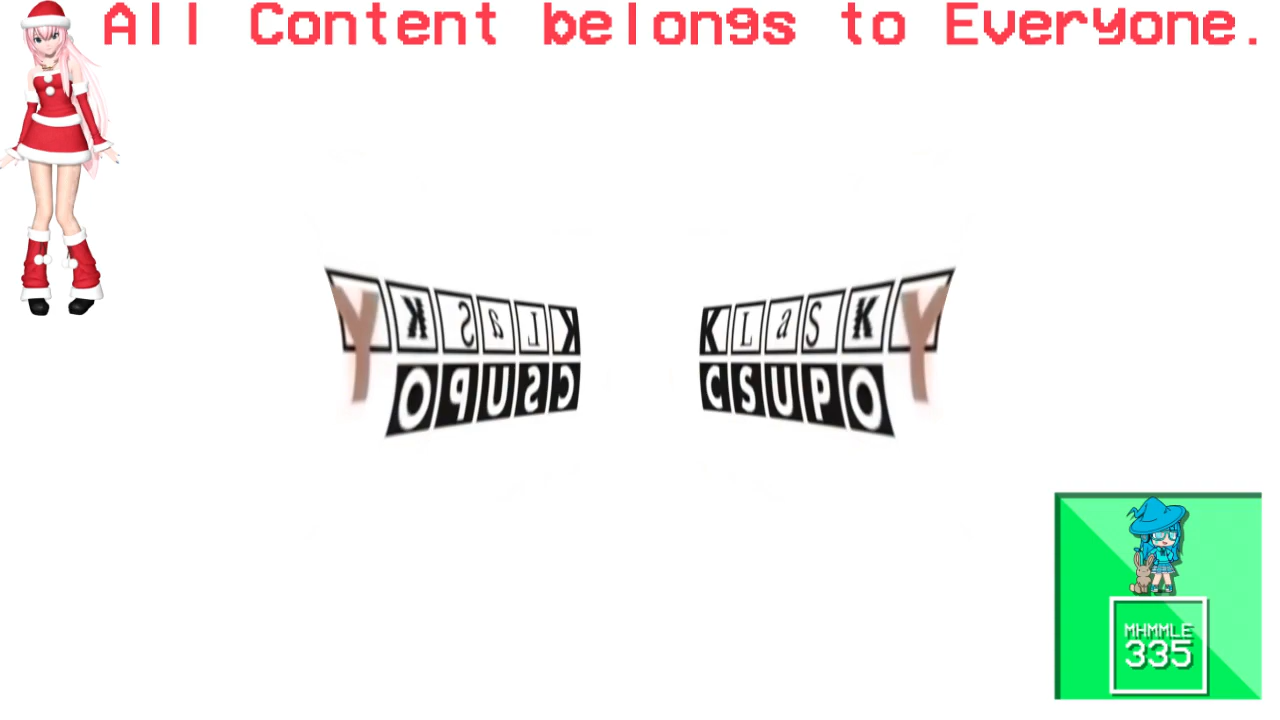 All Content belongs to Everyone.
KLaSKY
CSUPO
KLaSKY
CSUPO
MHMMLE
335